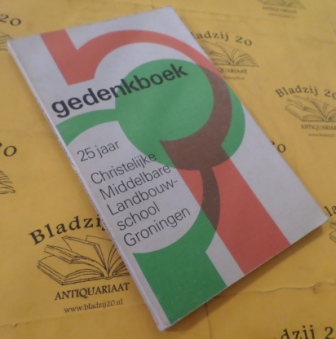 gedenkboek
25 jaar
Christelijke
Middelbare
Landbouw-
school
Groningen
Bladzij 20
ANTIQUARIAAT
Bladzij 20
ANTIQUARIAAT
www.bladzij20.nl